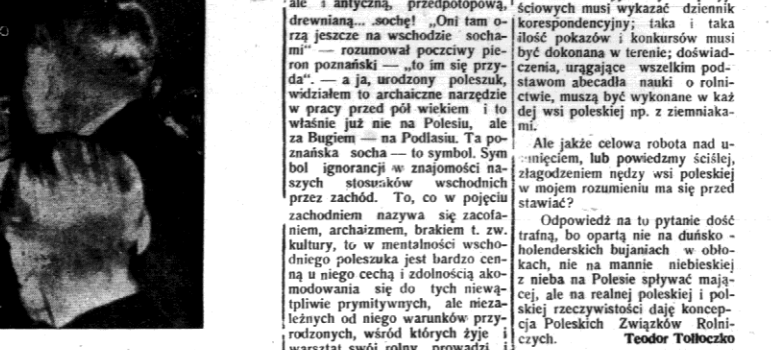 ale i antyczną, przedpotopową,
drewnianą... .sochę! „Oni tam o-
rzą jeszcze na wschodzie socha-
mi" — rozumował poczciwy pie-
ron poznański — „to im się przy-
da". — a ja, urodzony poleszuk,
widziałem to archaiczne narzędzie
w pracy przed pół wiekiem i to
właśnie już nie na Polesiu, ale
za Bugiem — na Podlasiu. Ta po-
znańska socha — to symbol. Sym
bol ignorancji w znajomości na-
szych stosunków wschodnich
przez zachód. To, co w pojęciu
zachodniem nazywa się zacofa-
niem, archaizmem, brakiem t. zw.
kultury, to w mentalności wscho-
dniego poleszuka jest bardzo cen-
ną u niego cechą i zdolnością ako-
modowania się do tych niewą-
tpliwie prymitywnych, ale nieza-
leżnych od niego warunków przy-
rodzonych, wśród których żyje i
warsztat swój rolny prowadzi i
ściowych musi wykazać dziennik
korespondencyjny; taka i taka
ilość pokazów i konkursów musi
być dokonaną w terenie; doświad-
czenia, urągające wszelkim pod-
stawom abecadła nauki o rolni-
ctwie, muszą być wykonane w każ
dej wsi poleskiej np. z ziemniaka-
mi.
Ale jakże celowa robota nad u-
nięciem, lub powiedzmy ściślej,
złagodzeniem nędzy wsi poleskiej
w mojem rozumieniu ma się przed
stawiać?
Odpowiedź na to pytanie dość
trafną, bo opartą nie na duńsko -
holenderskich bujaniach w obło-
kach, nie na mannie niebieskiej
z nieba na Polesie spływać mają-
cej, ale na realnej poleskiej i pol-
skiej rzeczywistości daję koncep-
cja Poleskich Związków Rolni-
czych. Teodor Tołłoczko